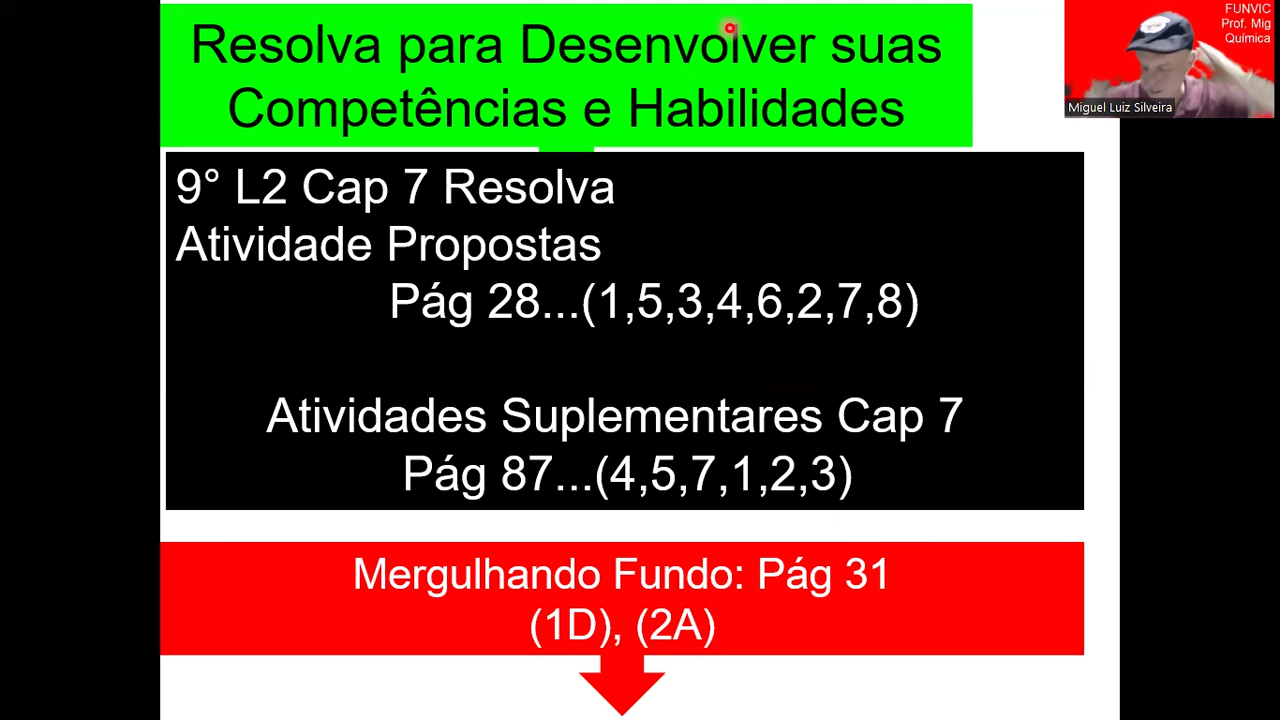 Resolva para Desenvolver suas
Competências e Habilidades
FUNVIC
Prof. Mig
Química
Miguel Luiz Silveira
9° L2 Cap 7 Resolva
Atividade Propostas
Pág 28...(1,5,3,4,6,2,7,8)
Atividades Suplementares Cap 7
Pág 87...(4,5,7,1,2,3)
Mergulhando Fundo: Pág 31
(1D), (2A)